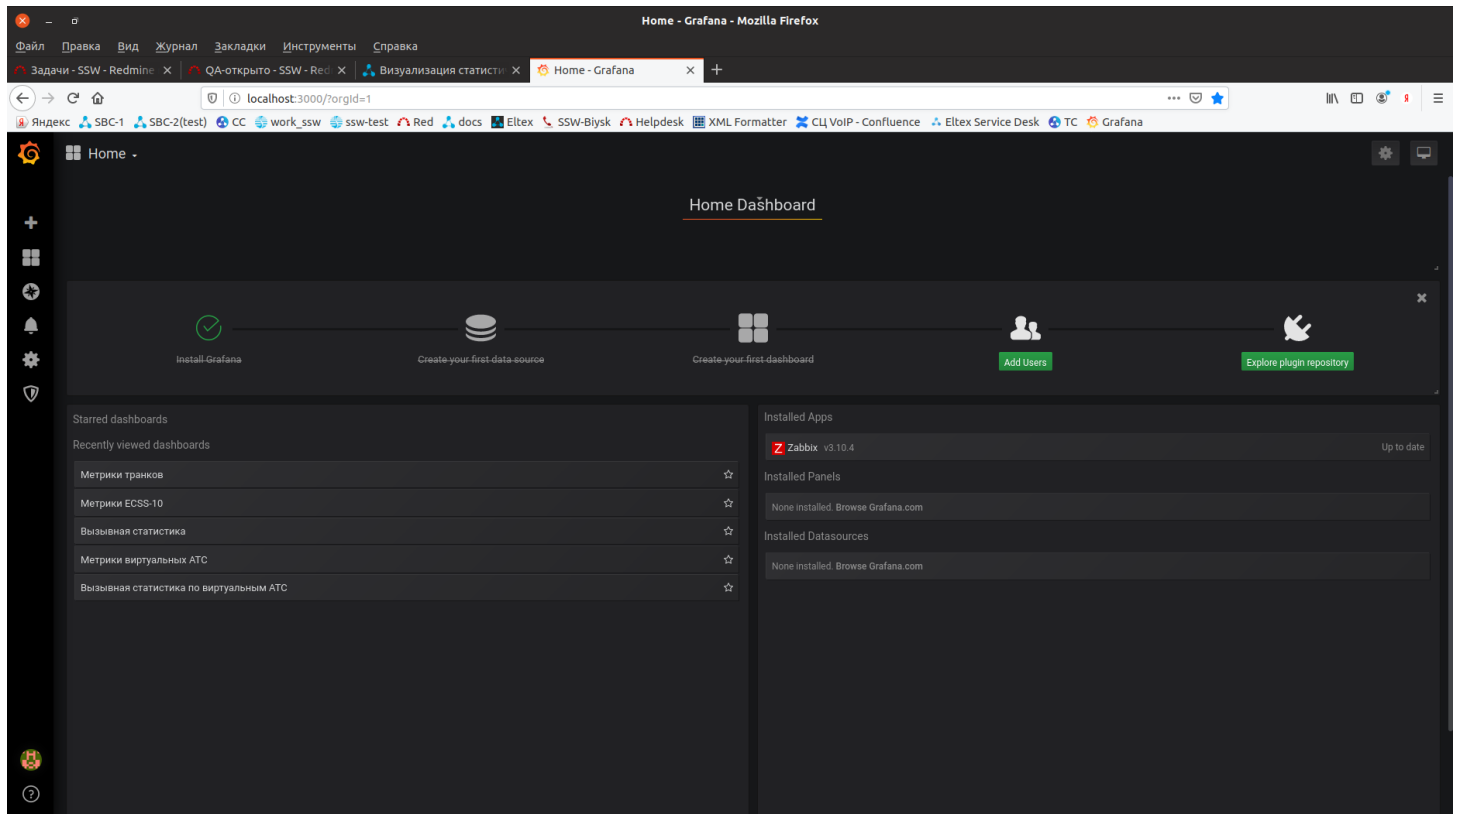 Home - Grafana - Mozilla Firefox
Файл Правка Вид Журнал Закладки Инструменты Справка
Задачи - SSW - Redmine QA-открыто - SSW - Red Визуализация статисти Home - Grafana
localhost:3000/?orgId=1
Яндекс SBC-1 SBC-2(test) CC work_ssw ssw-test Red docs Eltex SSW-Biysk Helpdesk XML Formatter СЦ VoIP - Confluence Eltex Service Desk TC Grafana
Home
Home Dashboard
Install Grafana
Create your first data source
Create your first dashboard
Add Users
Explore plugin repository
Starred dashboards
Recently viewed dashboards
Метрики транков
Метрики ECSS-10
Вызывная статистика
Метрики виртуальных АТС
Вызывная статистика по виртуальным АТС
Installed Apps
Z Zabbix v3.10.4 Up to date
Installed Panels
None installed. Browse Grafana.com
Installed Datasources
None installed. Browse Grafana.com